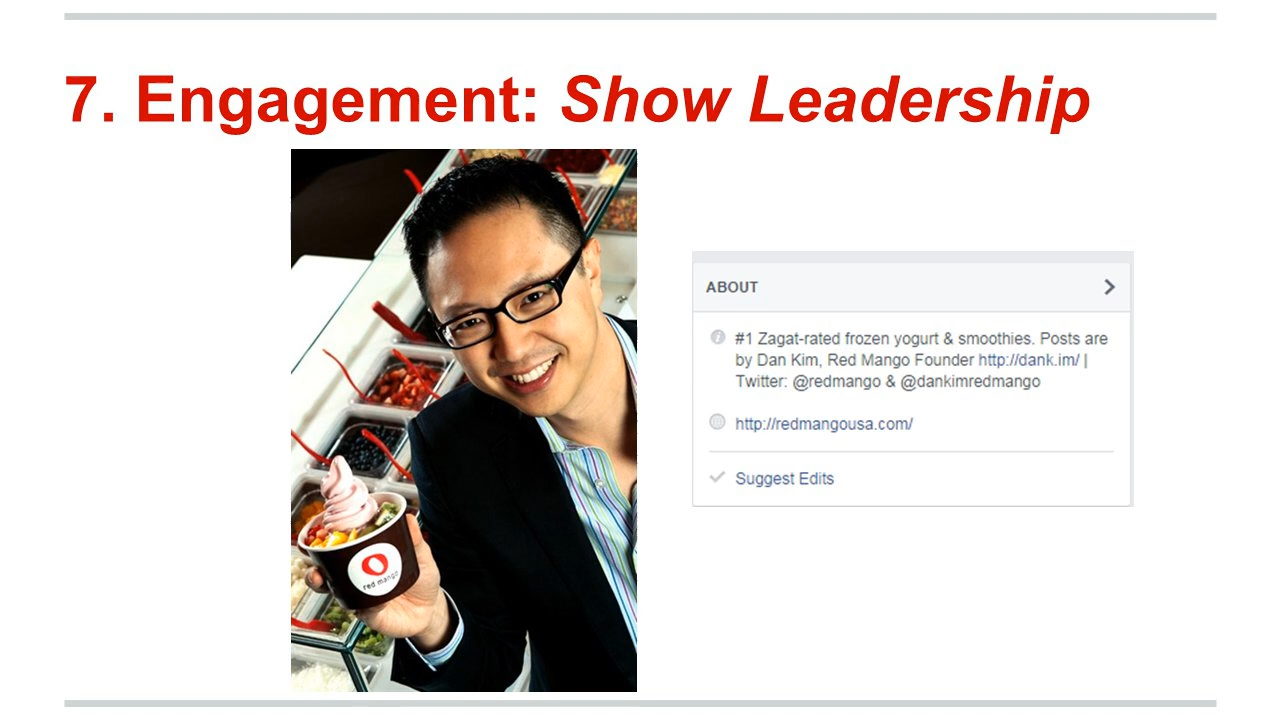 7. Engagement: Show Leadership
red mango
ABOUT
#1 Zagat-rated frozen yogurt & smoothies. Posts are
by Dan Kim, Red Mango Founder http://dank.im/ |
Twitter: @redmango & @dankimredmango
http://redmangousa.com/
Suggest Edits